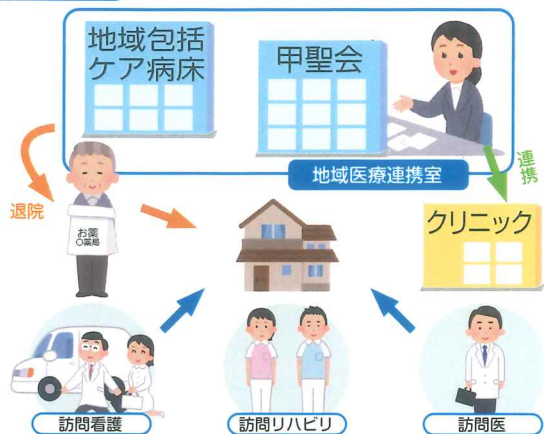 地域包括
ケア病床
甲聖会
地域医療連携室
連携
退院
お薬
〇薬局
クリニック
訪問看護
訪問リハビリ
訪問医